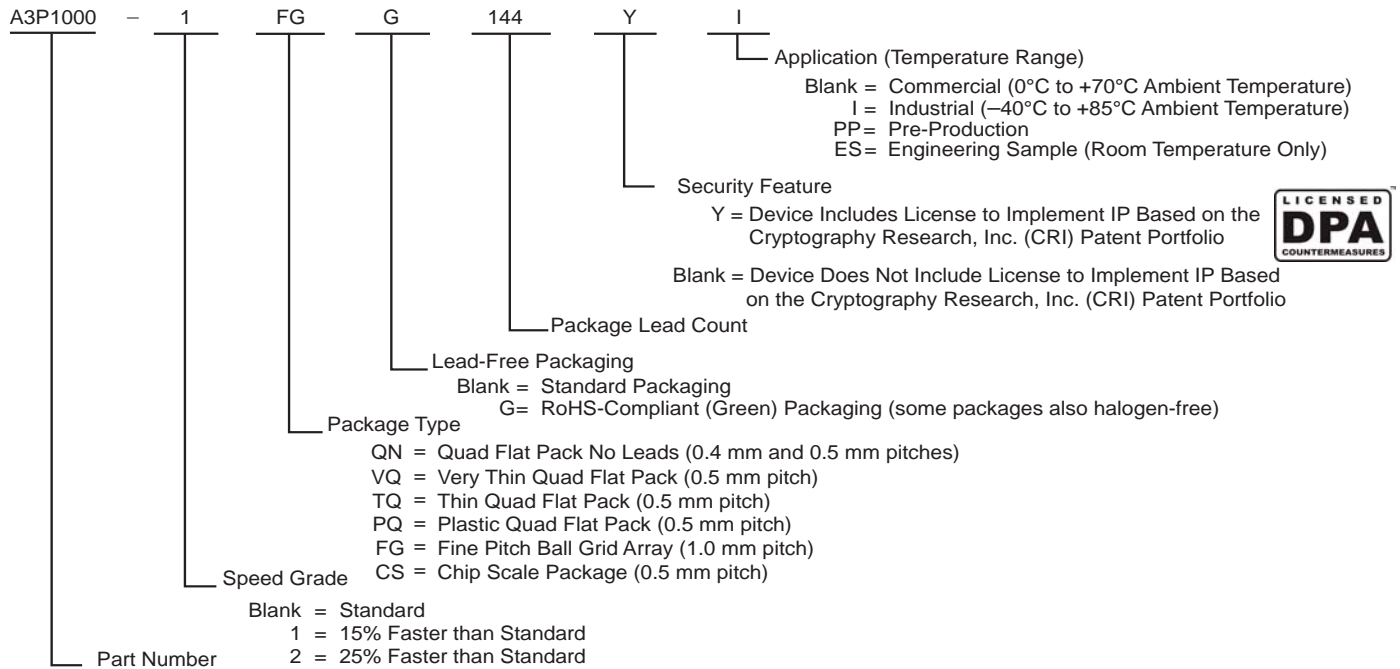 A3P1000 – 1 FG G 144 Y I
Application (Temperature Range)
Blank = Commercial (0°C to +70°C Ambient Temperature)
I = Industrial (–40°C to +85°C Ambient Temperature)
PP= Pre-Production
ES= Engineering Sample (Room Temperature Only)
Security Feature
Y = Device Includes License to Implement IP Based on the
Cryptography Research, Inc. (CRI) Patent Portfolio
LICENSED
DPA
COUNTERMEASURES
Blank = Device Does Not Include License to Implement IP Based
on the Cryptography Research, Inc. (CRI) Patent Portfolio
Package Lead Count
Lead-Free Packaging
Blank = Standard Packaging
G= RoHS-Compliant (Green) Packaging (some packages also halogen-free)
Package Type
QN = Quad Flat Pack No Leads (0.4 mm and 0.5 mm pitches)
VQ = Very Thin Quad Flat Pack (0.5 mm pitch)
TQ = Thin Quad Flat Pack (0.5 mm pitch)
PQ = Plastic Quad Flat Pack (0.5 mm pitch)
FG = Fine Pitch Ball Grid Array (1.0 mm pitch)
CS = Chip Scale Package (0.5 mm pitch)
Speed Grade
Blank = Standard
1 = 15% Faster than Standard
2 = 25% Faster than Standard
Part Number